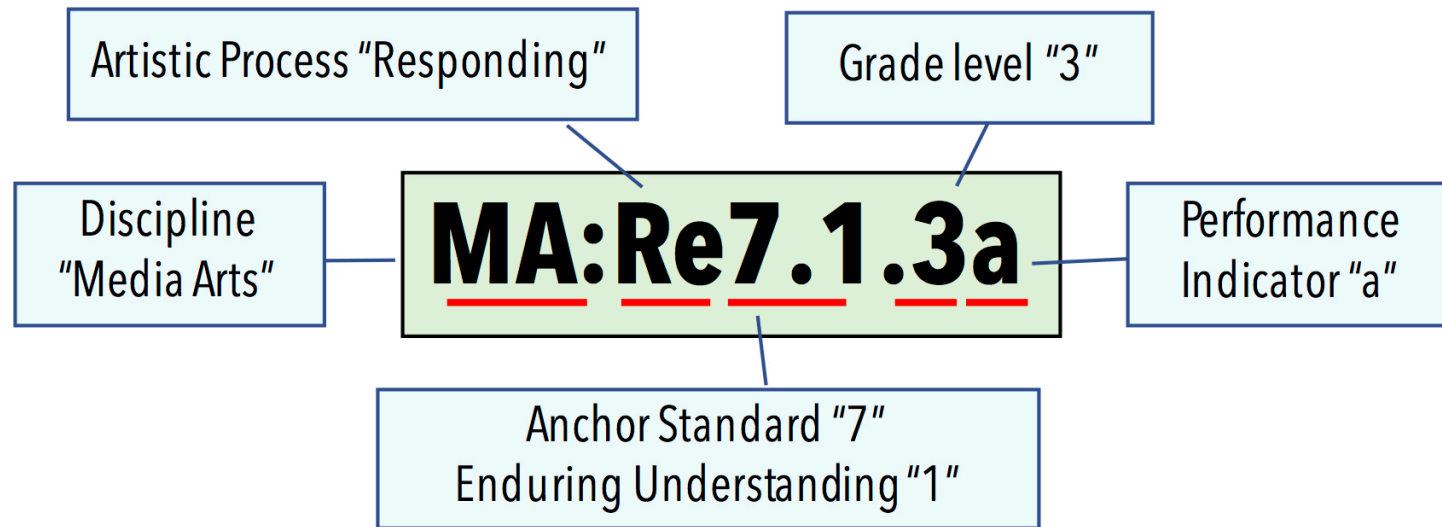 Artistic Process “Responding”
Grade level “3”
Discipline
“Media Arts”
MA:Re7.1.3a
Performance
Indicator “a”
Anchor Standard “7”
Enduring Understanding “1”